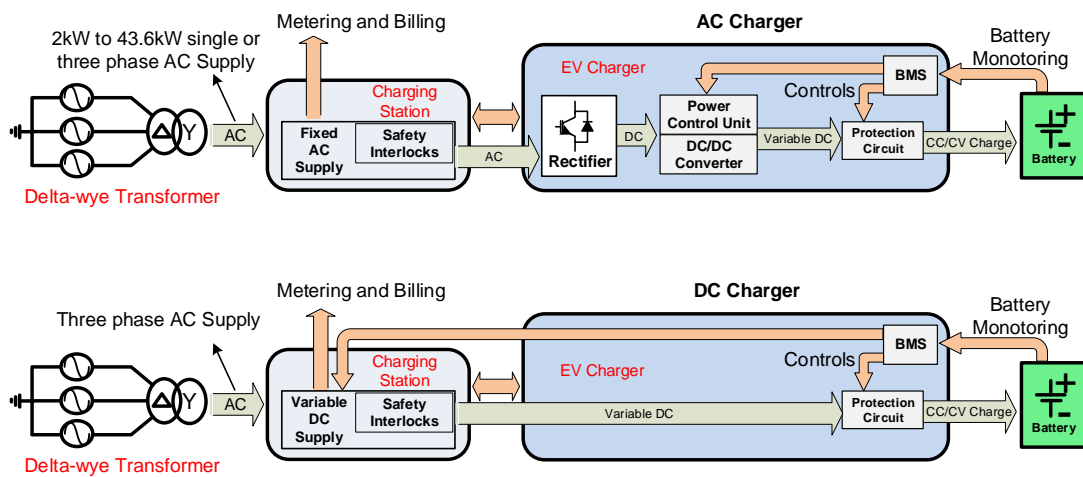 AC Charger
Metering and Billing
2kW to 43.6kW single or
three phase AC Supply
Battery
Monotoring
EV Charger
BMS
Charging
Station
Controls
Power
Control Unit
DC/DC
Converter
Fixed
AC
Supply
Safety
Interlocks
AC
AC
Rectifier
DC
Variable DC
Protection
Circuit
CC/CV Charge
Battery
Delta-wye Transformer
Δ
Y
DC Charger
Metering and Billing
Three phase AC Supply
Battery
Monotoring
EV Charger
BMS
Charging
Station
Controls
Variable
DC
Supply
Safety
Interlocks
AC
Variable DC
Protection
Circuit
CC/CV Charge
Battery
Delta-wye Transformer
Δ
Y